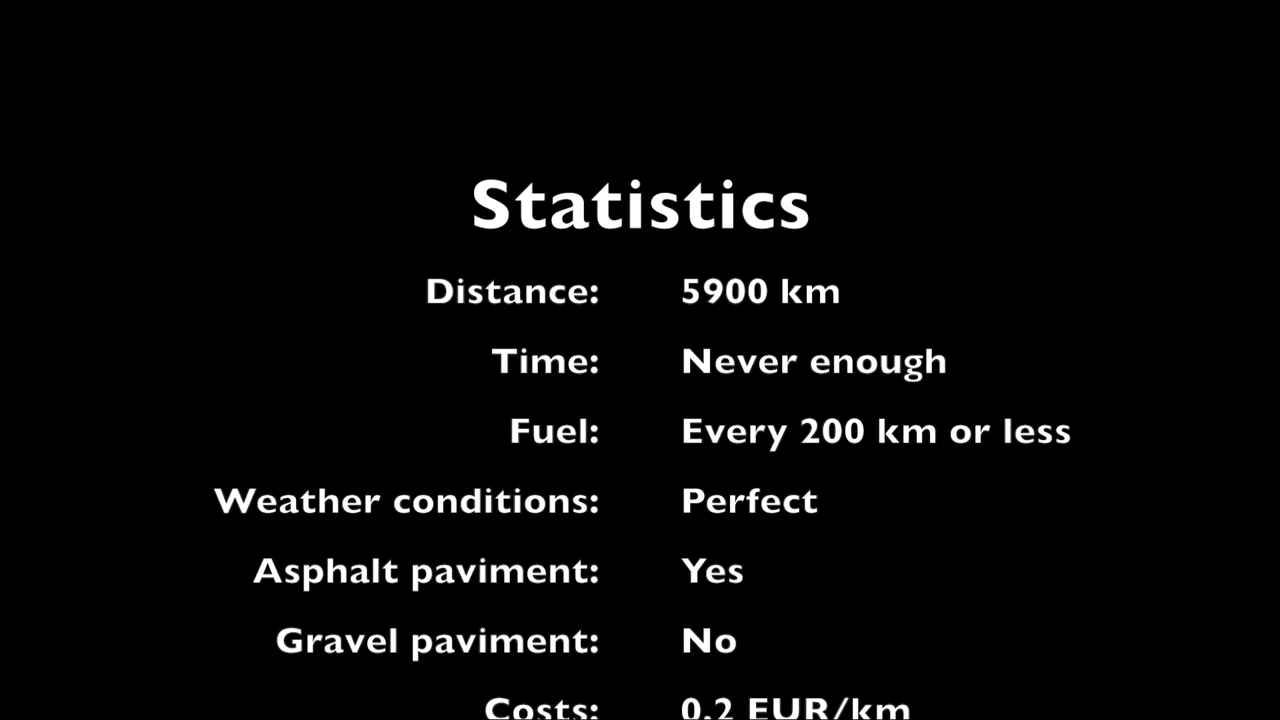 Statistics
Distance: 5900 km
Time: Never enough
Fuel: Every 200 km or less
Weather conditions: Perfect
Asphalt paviment: Yes
Gravel paviment: No
Costs: 0.2 EUR/km